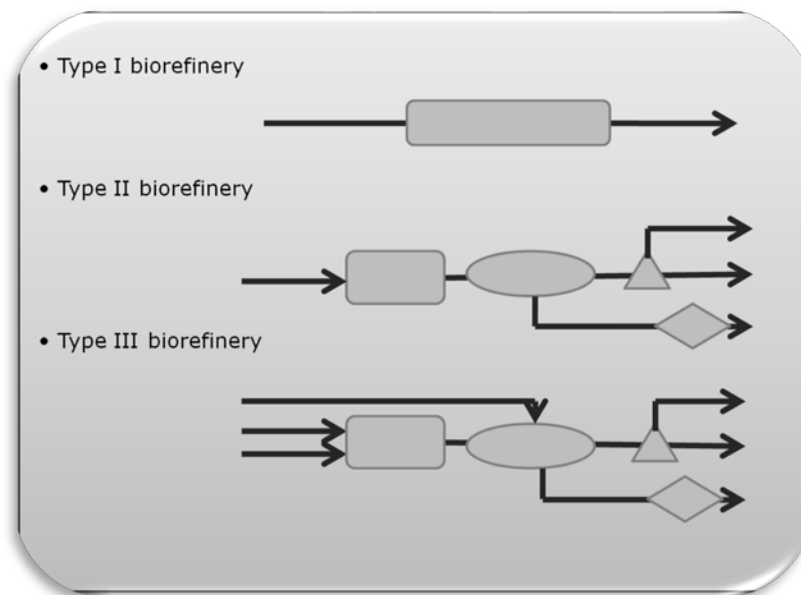 • Type I biorefinery
• Type II biorefinery
• Type III biorefinery